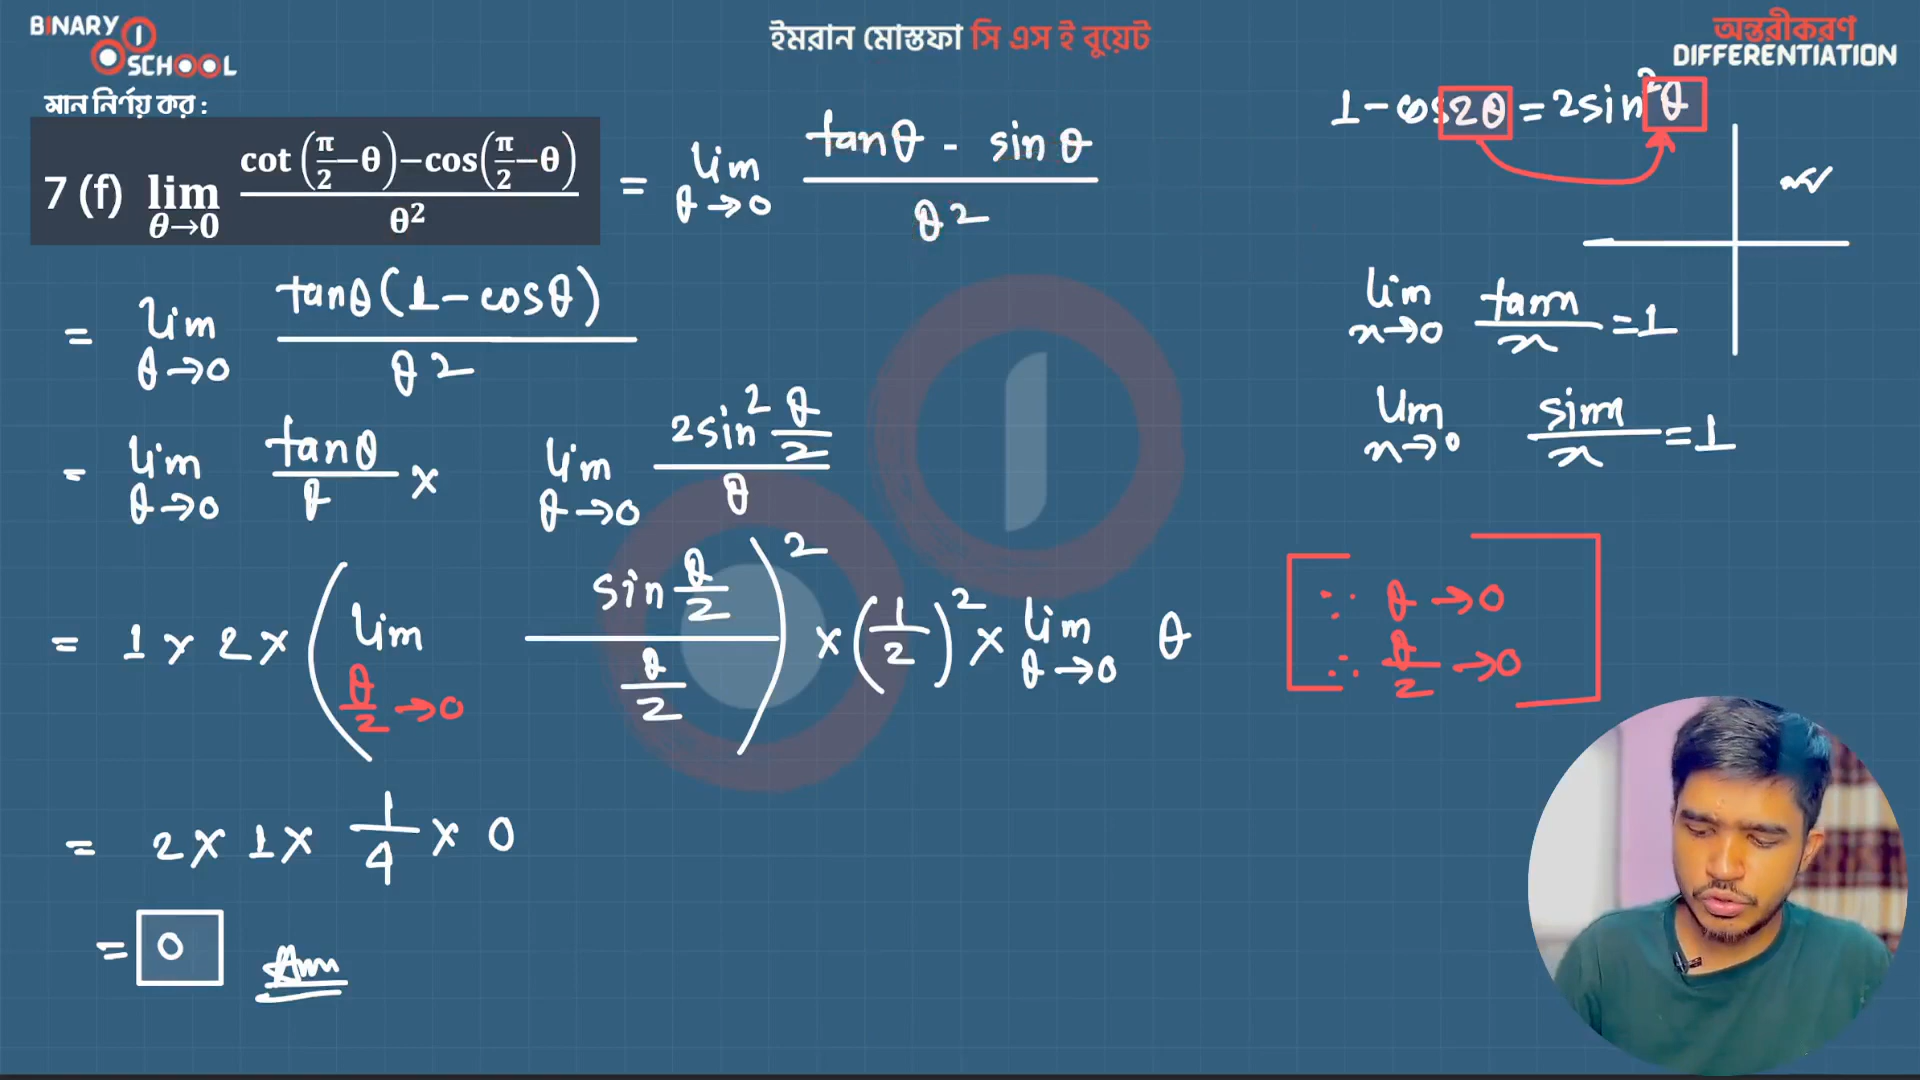 BINARY SCHOOL
ইমরান মোস্তফা সি এস ই বুয়েট
অন্তরীকরণ
DIFFERENTIATION
মান নির্ণয় কর :
7 (f) lim θ→0 (cot (π/2−θ)−cos(π/2−θ))/θ² = lim θ→0 (tanθ - sinθ)/θ²
= lim θ→0 tanθ(1-cosθ)/θ²
= lim θ→0 tanθ/θ × lim θ→0 2sin² θ/2 / θ
= 1 × 2 × (lim θ/2→0 sin θ/2 / θ/2)² × (1/2)² × lim θ→0 θ
= 2 × 1 × 1/4 × 0
= 0 Ans
1-cos2θ = 2sin²θ
lim x→0 tanx/x = 1
lim x→0 sinx/x = 1
∵ θ→0
∴ θ/2→0